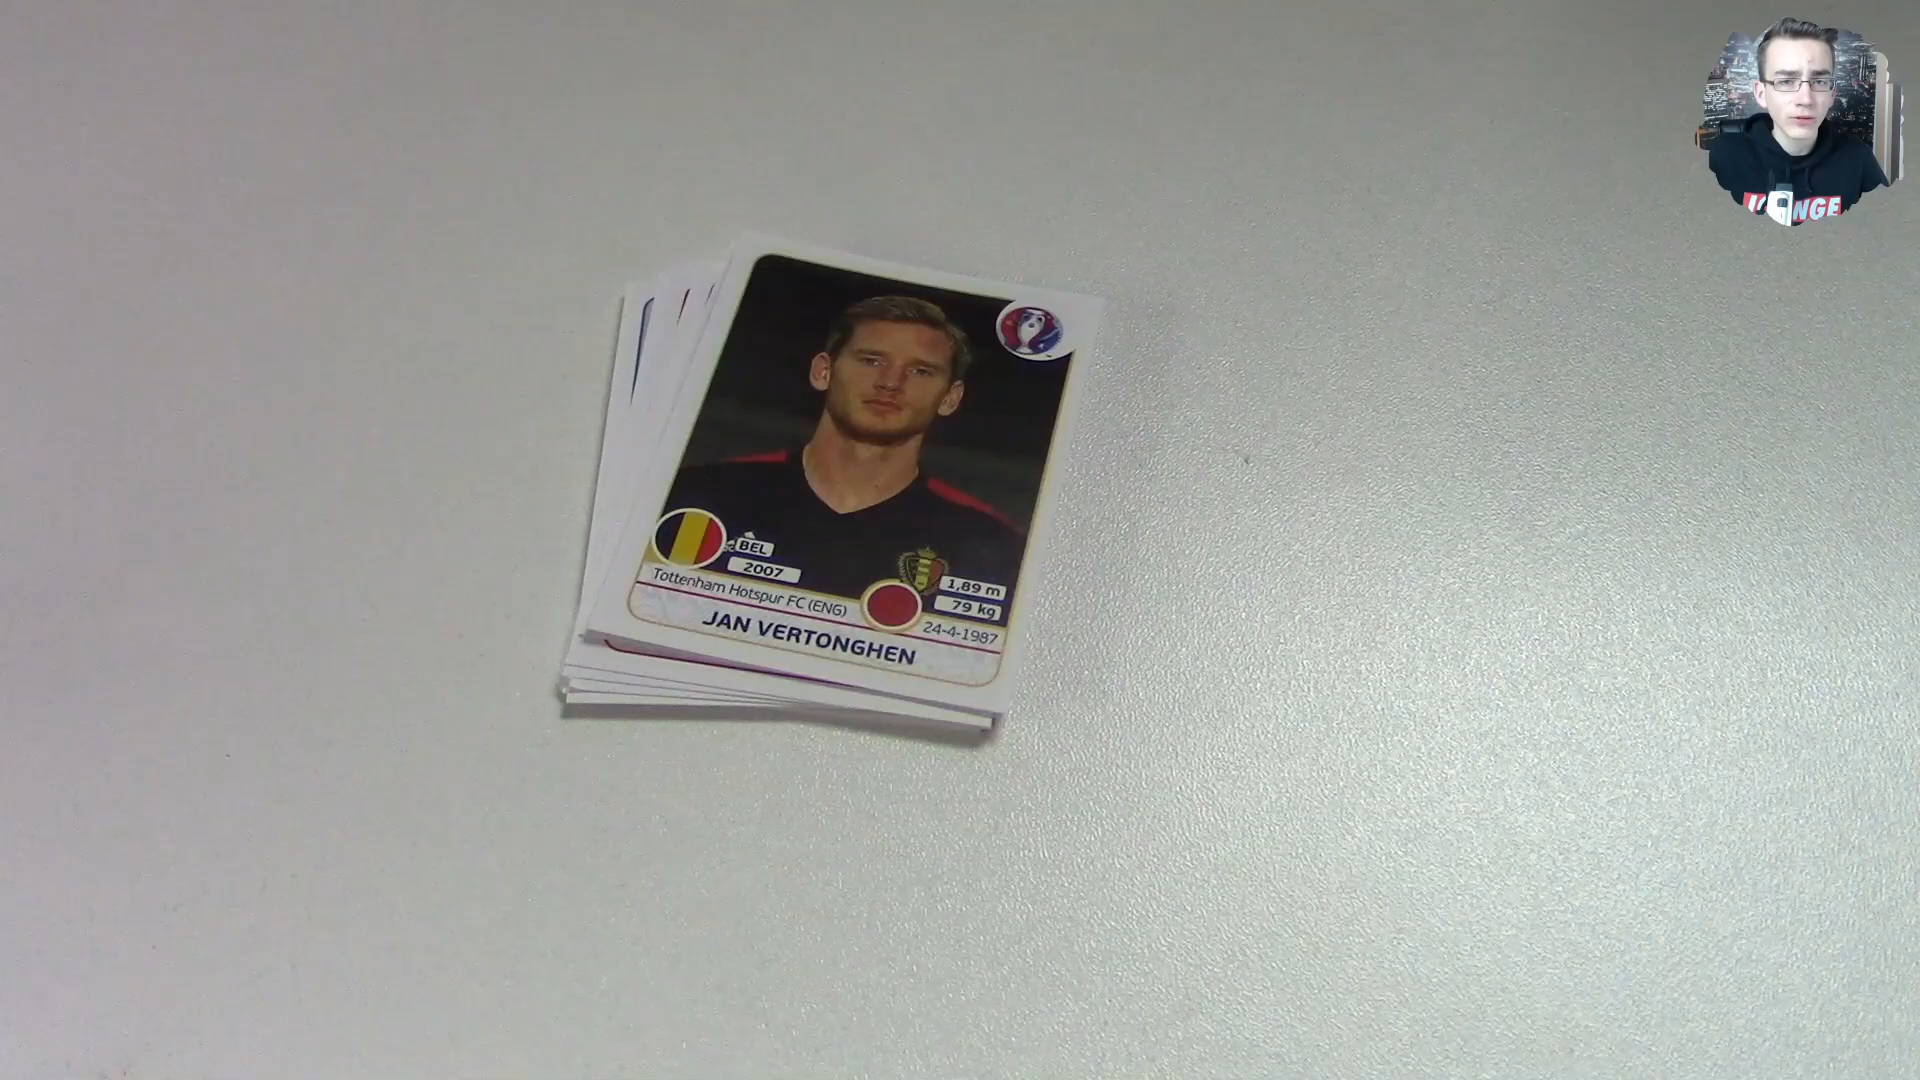 BEL
2007
1,89 m
79 kg
Tottenham Hotspur FC (ENG)
24-4-1987
JAN VERTONGHEN